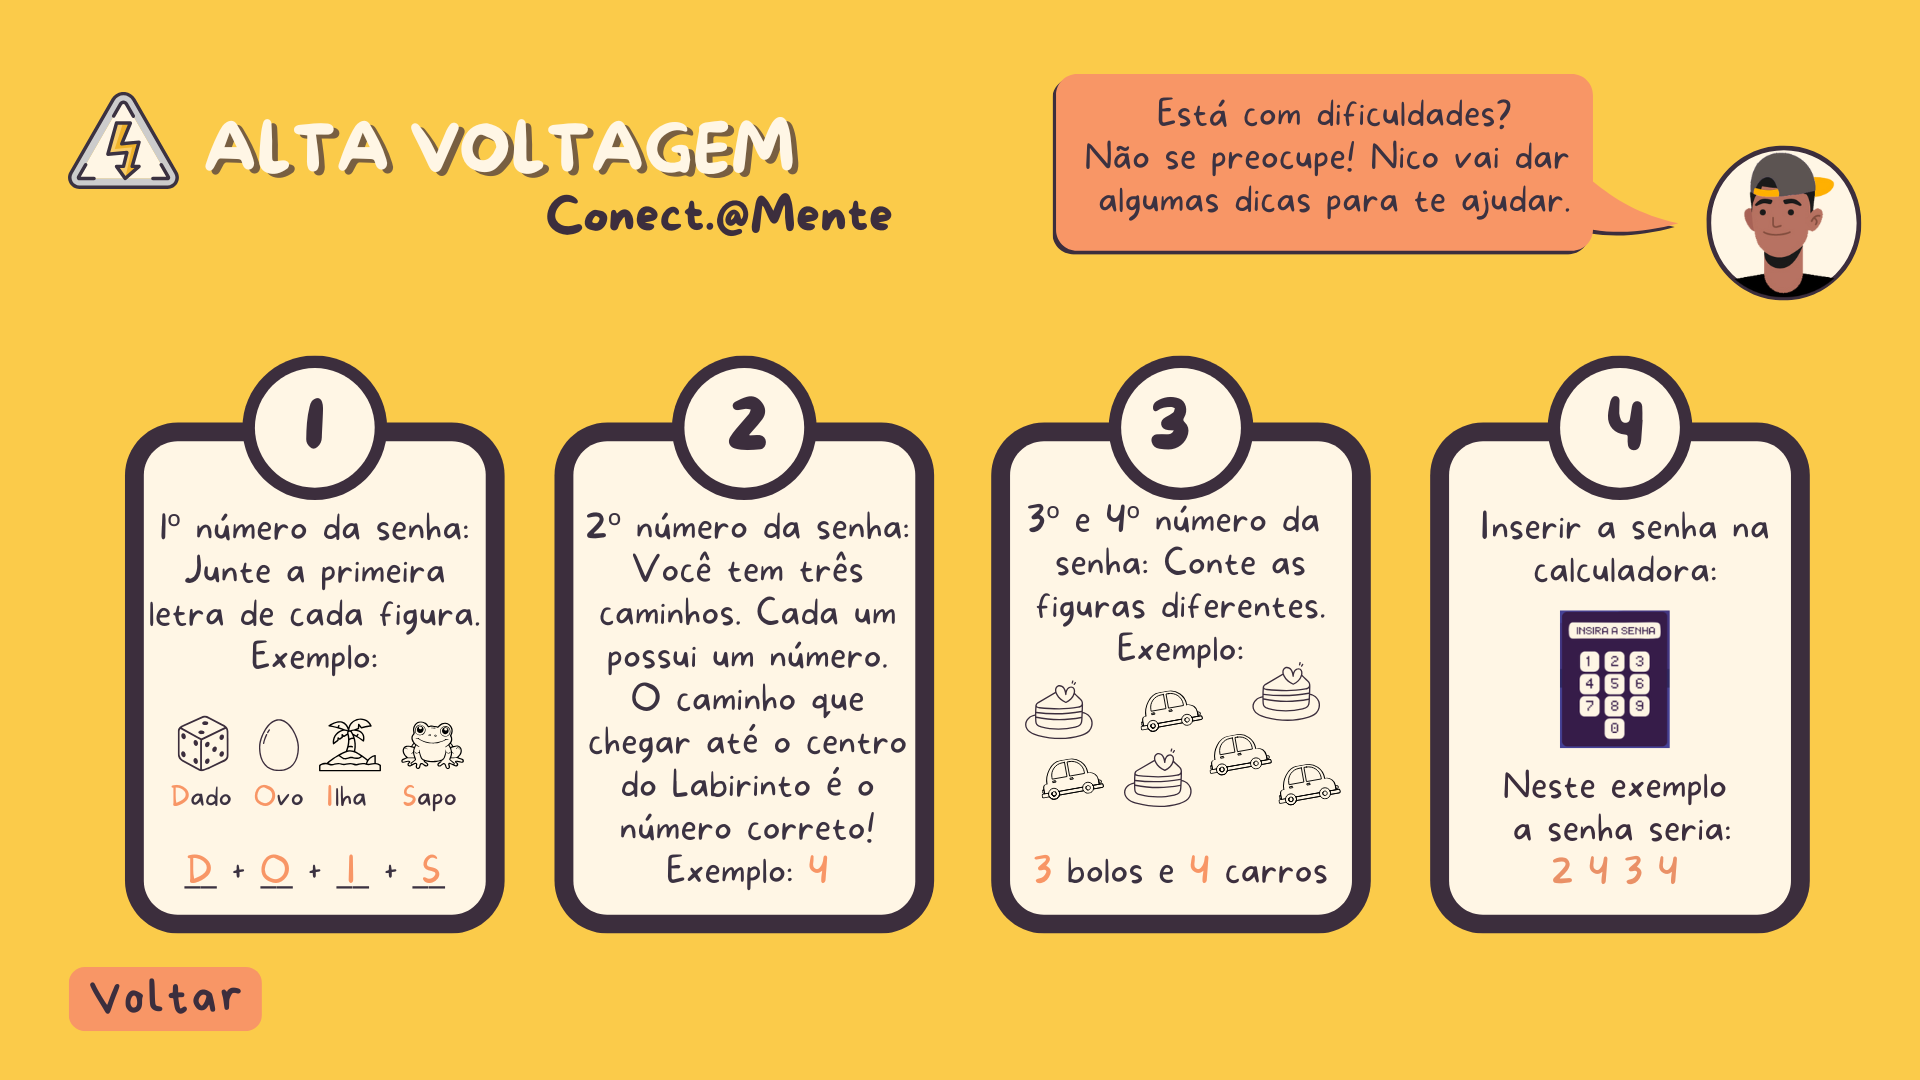 ALTA VOLTAGEM
Conect.@Mente
Está com dificuldades?
Não se preocupe! Nico vai dar
algumas dicas para te ajudar.
1
1º número da senha:
Junte a primeira
letra de cada figura.
Exemplo:
Dado Ovo Ilha Sapo
D + O + I + S
2
2º número da senha:
Você tem três
caminhos. Cada um
possui um número.
O caminho que
chegar até o centro
do Labirinto é o
número correto!
Exemplo: 4
3
3º e 4º número da
senha: Conte as
figuras diferentes.
Exemplo:
3 bolos e 4 carros
4
Inserir a senha na
calculadora:
INSIRA A SENHA
1 2 3
4 5 6
7 8 9
0
Neste exemplo
a senha seria:
2 4 3 4
Voltar